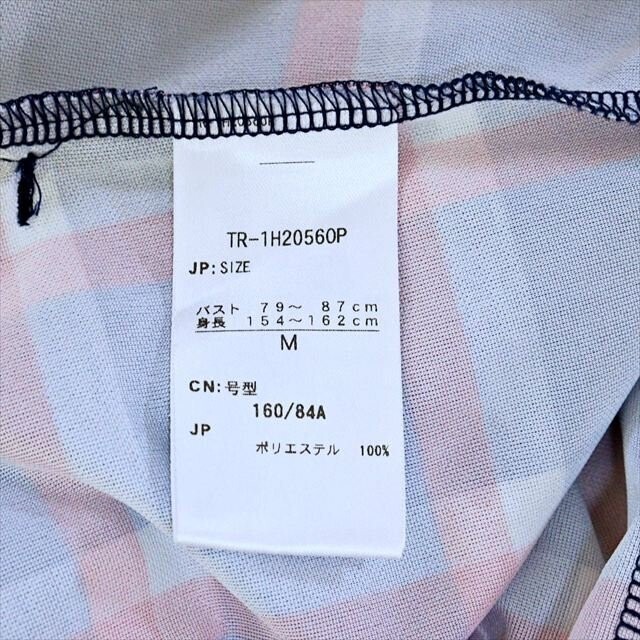 TR-1H20560P
JP:SIZE
バスト 79〜 87cm
身長 154〜162cm
M
CN:号型
160/84A
JP
ポリエステル 100%